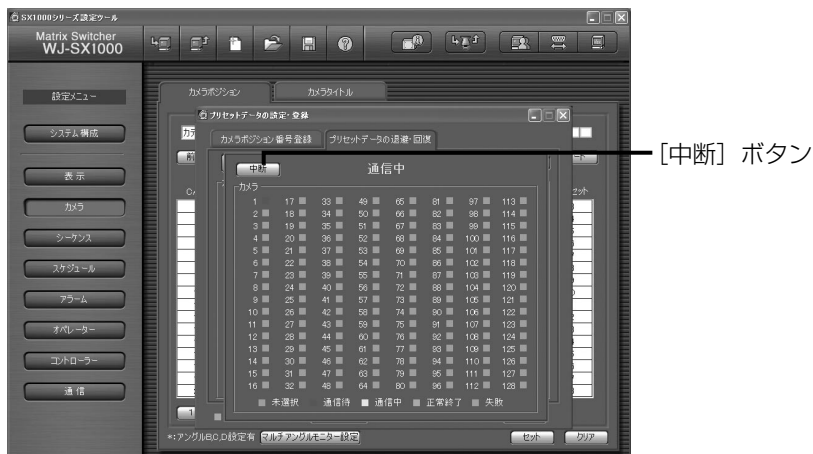 SX1000シリーズ設定ツール
Matrix Switcher
WJ-SX1000
設定メニュー
システム構成
表示
カメラ
シーケンス
スケジュール
アラーム
オペレーター
コントローラー
通信
カメラポジション
カメラタイトル
プリセットデータの設定・登録
カメラポジション番号登録
プリセットデータの退避・回復
中断
通信中
[中断]ボタン
カメラ
1 17 33 49 65 81 97 113
2 18 34 50 66 82 98 114
3 19 35 51 67 83 99 115
4 20 36 52 68 84 100 116
5 21 37 53 69 85 101 117
6 22 38 54 70 86 102 118
7 23 39 55 71 87 103 119
8 24 40 56 72 88 104 120
9 25 41 57 73 89 105 121
10 26 42 58 74 90 106 122
11 27 43 59 75 91 107 123
12 28 44 60 76 92 108 124
13 29 45 61 77 93 109 125
14 30 46 62 78 94 110 126
15 31 47 63 79 95 111 127
16 32 48 64 80 96 112 128
未選択 通信待 通信中 正常終了 失敗
*:アングルB,C,D設定有
マルチアングルモニター設定
セット
クリア